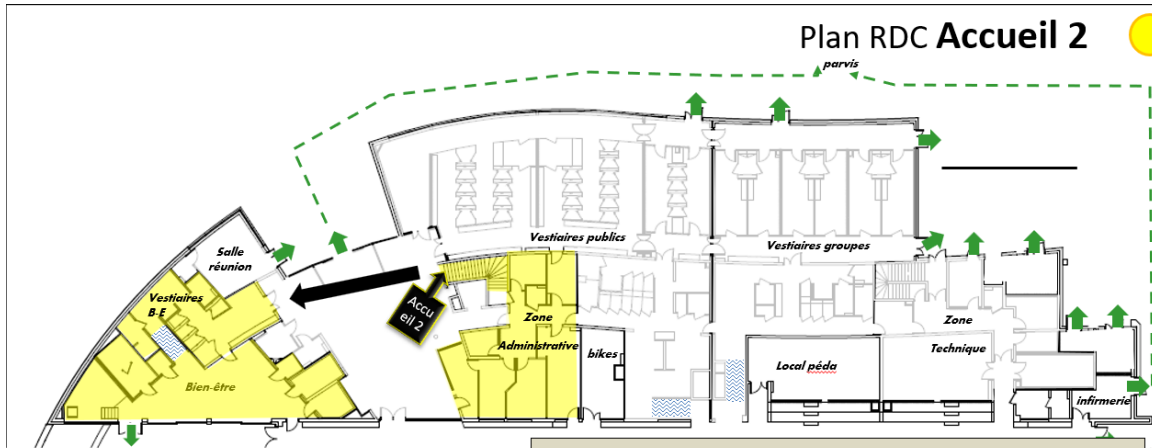 Plan RDC Accueil 2
parvis
Vestiaires publics
Vestiaires groupes
Salle
réunion
Vestiaires
B-E
Accu
eil 2
Zone
Administrative
bikes
Zone
Technique
Local péda
Bien-être
infirmerie